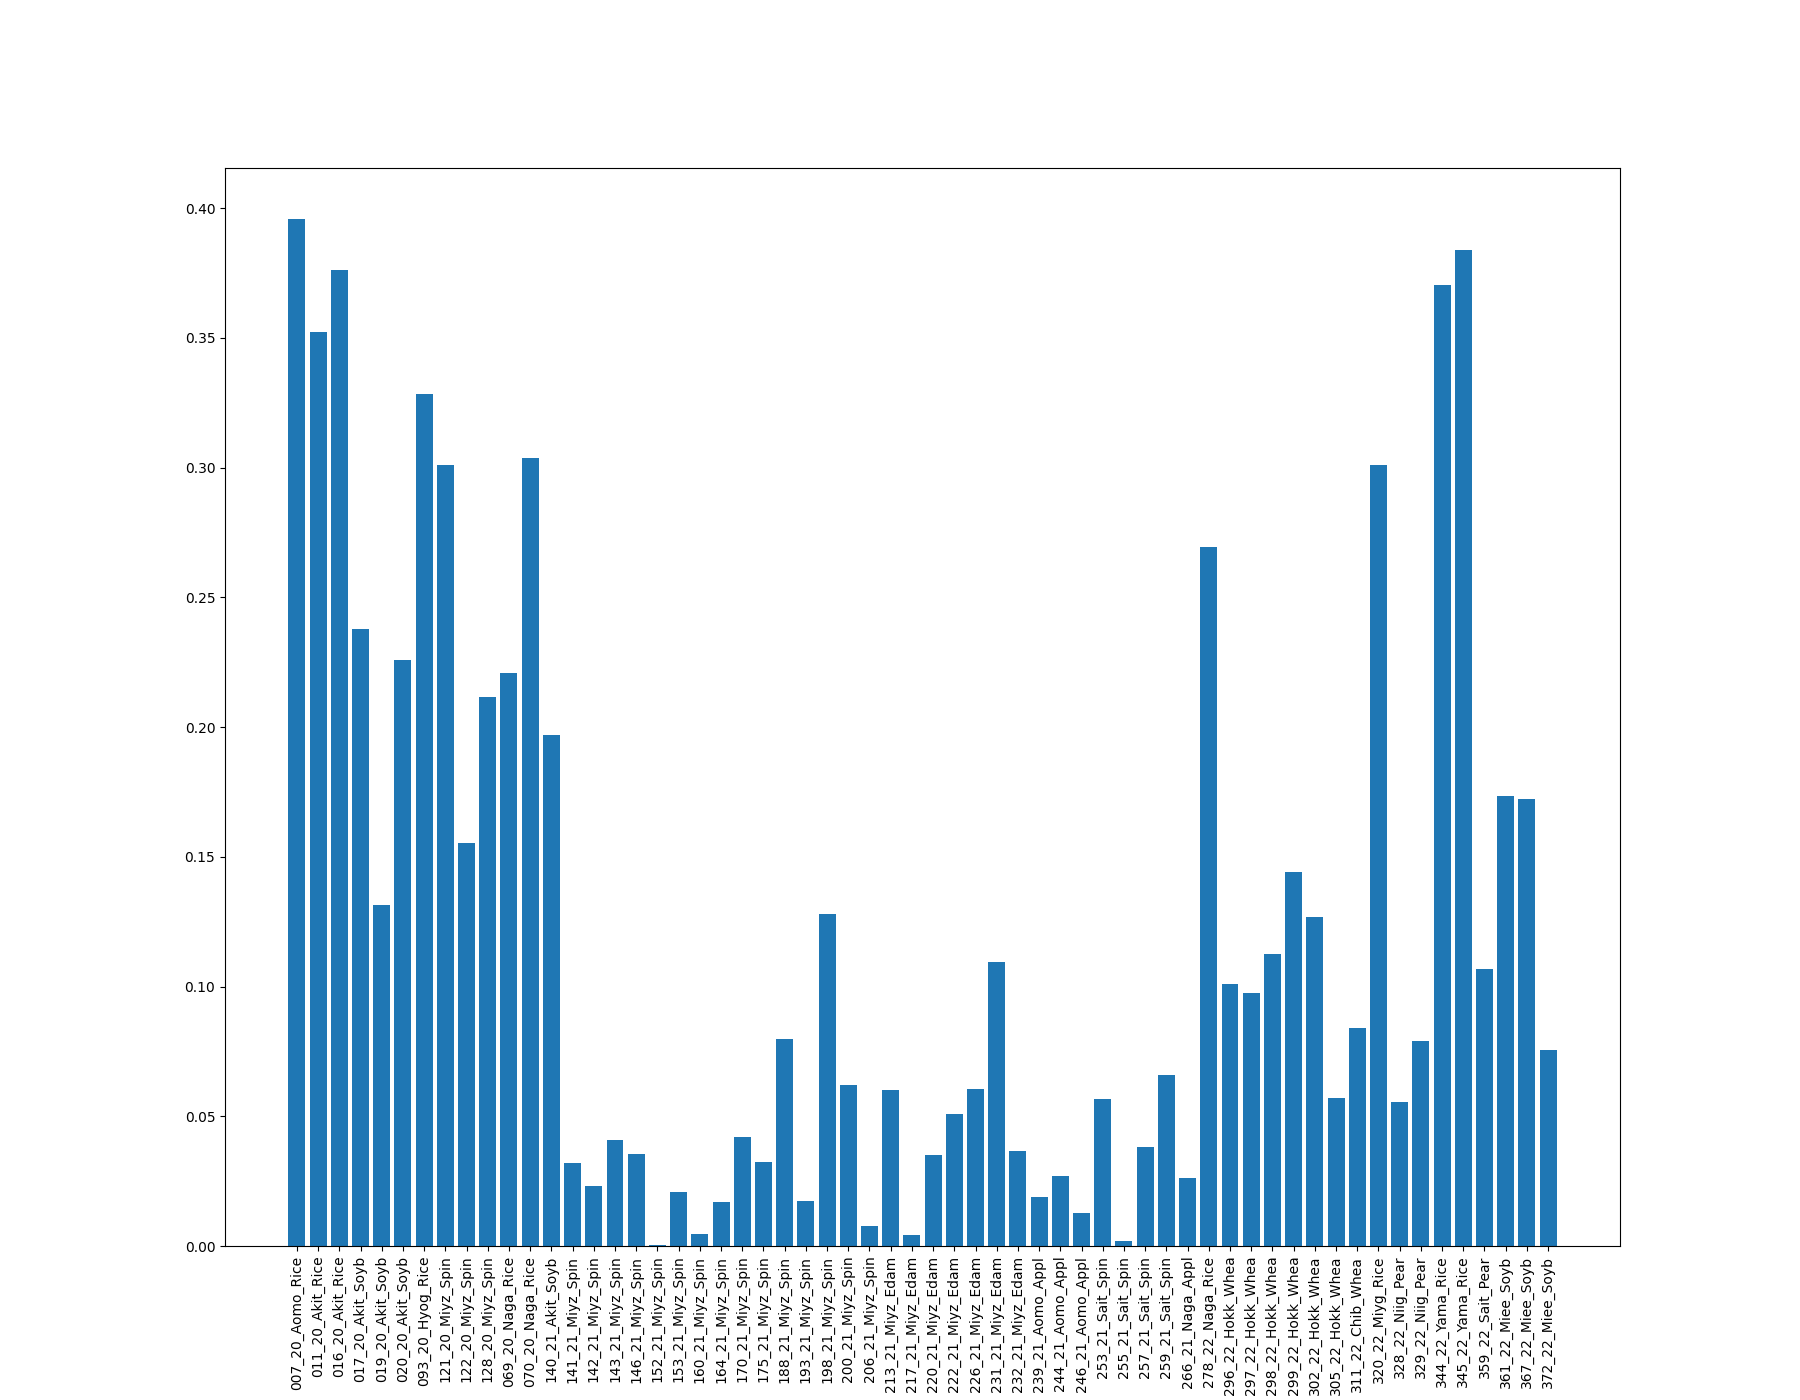 0.40
0.35
0.30
0.25
0.20
0.15
0.10
0.05
0.00
007_20_Aomo_Rice
011_20_Akit_Rice
016_20_Akit_Rice
017_20_Akit_Soyb
019_20_Akit_Soyb
020_20_Akit_Soyb
093_20_Hyog_Rice
121_20_Miyz_Spin
122_20_Miyz_Spin
128_20_Miyz_Spin
069_20_Naga_Rice
070_20_Naga_Rice
140_21_Akit_Soyb
141_21_Miyz_Spin
142_21_Miyz_Spin
143_21_Miyz_Spin
146_21_Miyz_Spin
152_21_Miyz_Spin
153_21_Miyz_Spin
160_21_Miyz_Spin
164_21_Miyz_Spin
170_21_Miyz_Spin
175_21_Miyz_Spin
188_21_Miyz_Spin
193_21_Miyz_Spin
198_21_Miyz_Spin
200_21_Miyz_Spin
206_21_Miyz_Spin
213_21_Miyz_Edam
217_21_Miyz_Edam
220_21_Miyz_Edam
222_21_Miyz_Edam
226_21_Miyz_Edam
231_21_Miyz_Edam
232_21_Miyz_Edam
239_21_Aomo_Appl
244_21_Aomo_Appl
246_21_Aomo_Appl
253_21_Sait_Spin
255_21_Sait_Spin
257_21_Sait_Spin
259_21_Sait_Spin
266_21_Naga_Appl
278_22_Naga_Rice
296_22_Hokk_Whea
297_22_Hokk_Whea
298_22_Hokk_Whea
299_22_Hokk_Whea
302_22_Hokk_Whea
305_22_Hokk_Whea
311_22_Chib_Whea
320_22_Miyg_Rice
328_22_Niig_Pear
329_22_Niig_Pear
344_22_Yama_Rice
345_22_Yama_Rice
359_22_Sait_Pear
361_22_Miee_Soyb
367_22_Miee_Soyb
372_22_Miee_Soyb